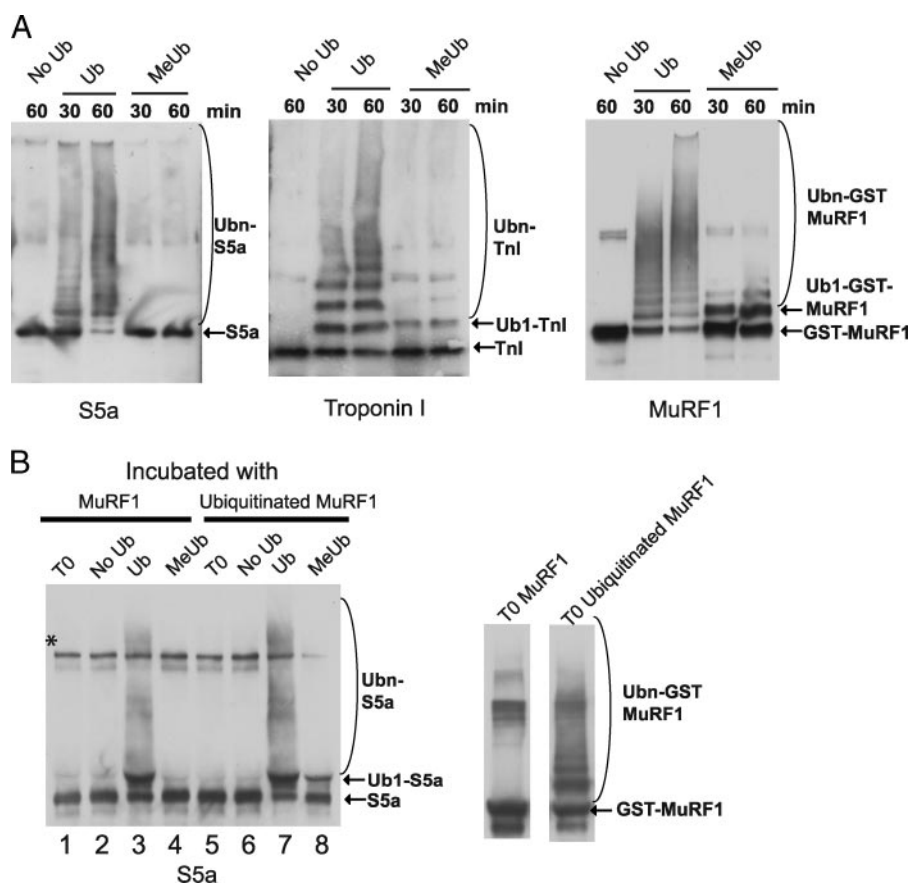 A
No Ub Ub MeUb
60 30 60 30 60 min
Ubn-
S5a
S5a
S5a
No Ub Ub MeUb
60 30 60 30 60 min
Ubn-
TnI
Ub1-TnI
TnI
Troponin I
No Ub Ub MeUb
60 30 60 30 60
Ubn-GST
MuRF1
Ub1-GST-
MuRF1
GST-MuRF1
MuRF1
B
Incubated with
MuRF1 Ubiquitinated MuRF1
T0 No Ub Ub MeUb T0 No Ub Ub MeUb
*
Ubn-
S5a
Ub1-S5a
S5a
1 2 3 4 5 6 7 8
S5a
T0 MuRF1
T0 Ubiquitinated MuRF1
Ubn-GST
MuRF1
GST-MuRF1